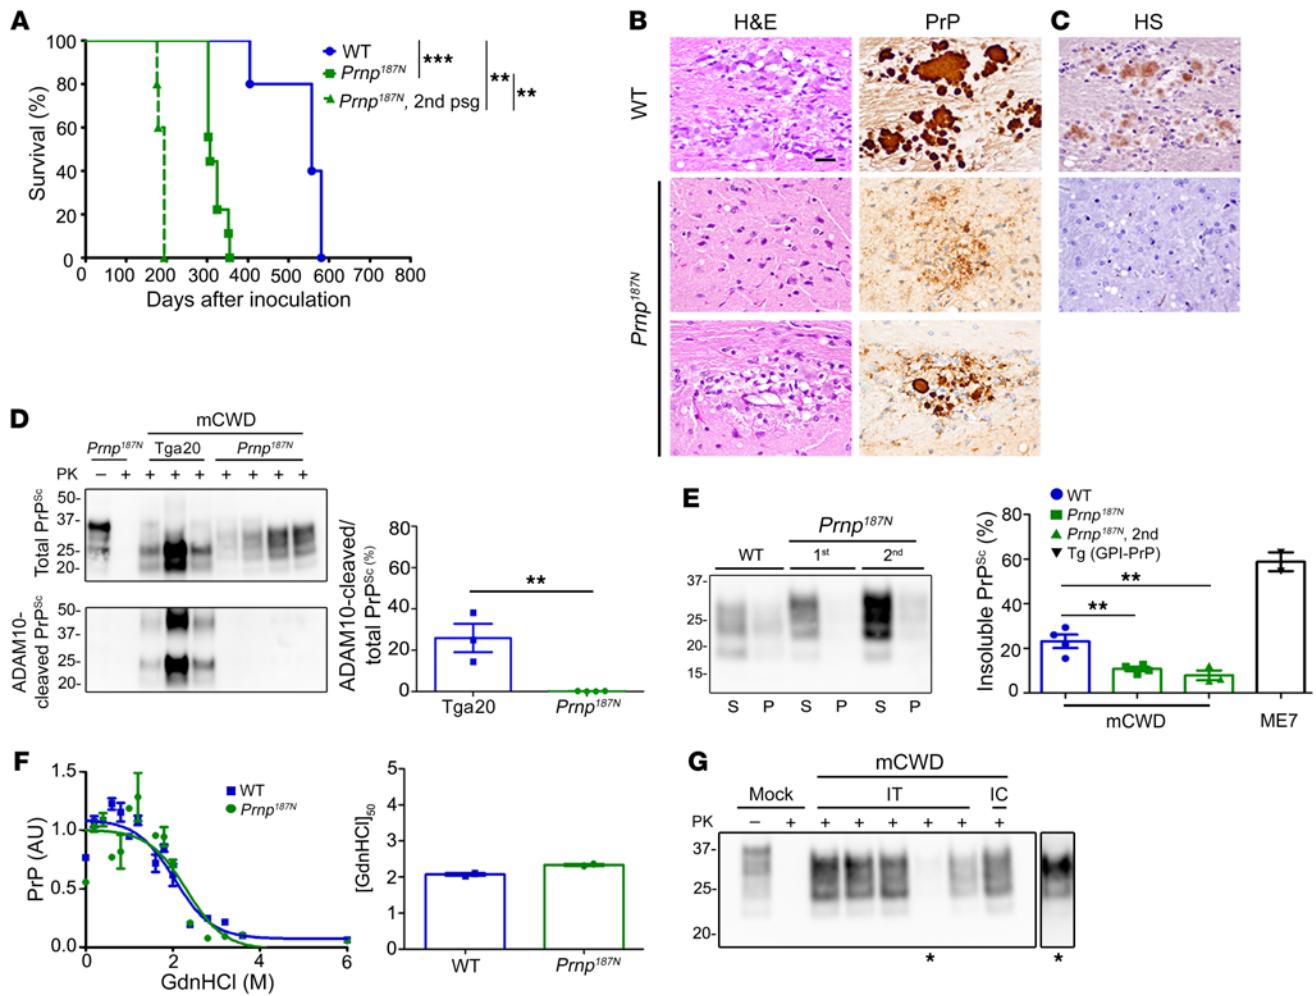 A
Survival (%)
100
80
60
40
20
0
0 100 200 300 400 500 600 700 800
Days after inoculation
WT
Prnp187N
Prnp187N, 2nd psg
***
**
**
B
H&E PrP
WT
Prnp187N
C
HS
D
mCWD
Prnp187N Tga20 Prnp187N
PK − + + + + + + + +
Total PrPSc
50-
37-
25-
20-
ADAM10-
cleaved PrPSc
50-
37-
25-
20-
ADAM10-cleaved/
total PrPSc (%)
80
60
40
20
0
**
Tga20 Prnp187N
E
Prnp187N
WT 1st 2nd
37-
25-
20-
15-
S P S P S P
WT
Prnp187N
Prnp187N, 2nd
Tg (GPI-PrP)
Insoluble PrPSc (%)
80
60
40
20
0
**
**
mCWD ME7
F
PrP (AU)
1.5
1.0
0.5
0.0
0 2 4 6
GdnHCl (M)
WT
Prnp187N
[GdnHCl]50
5
4
3
2
1
0
WT Prnp187N
G
mCWD
Mock IT IC
PK − + + + + + + +
37-
25-
20-
* *